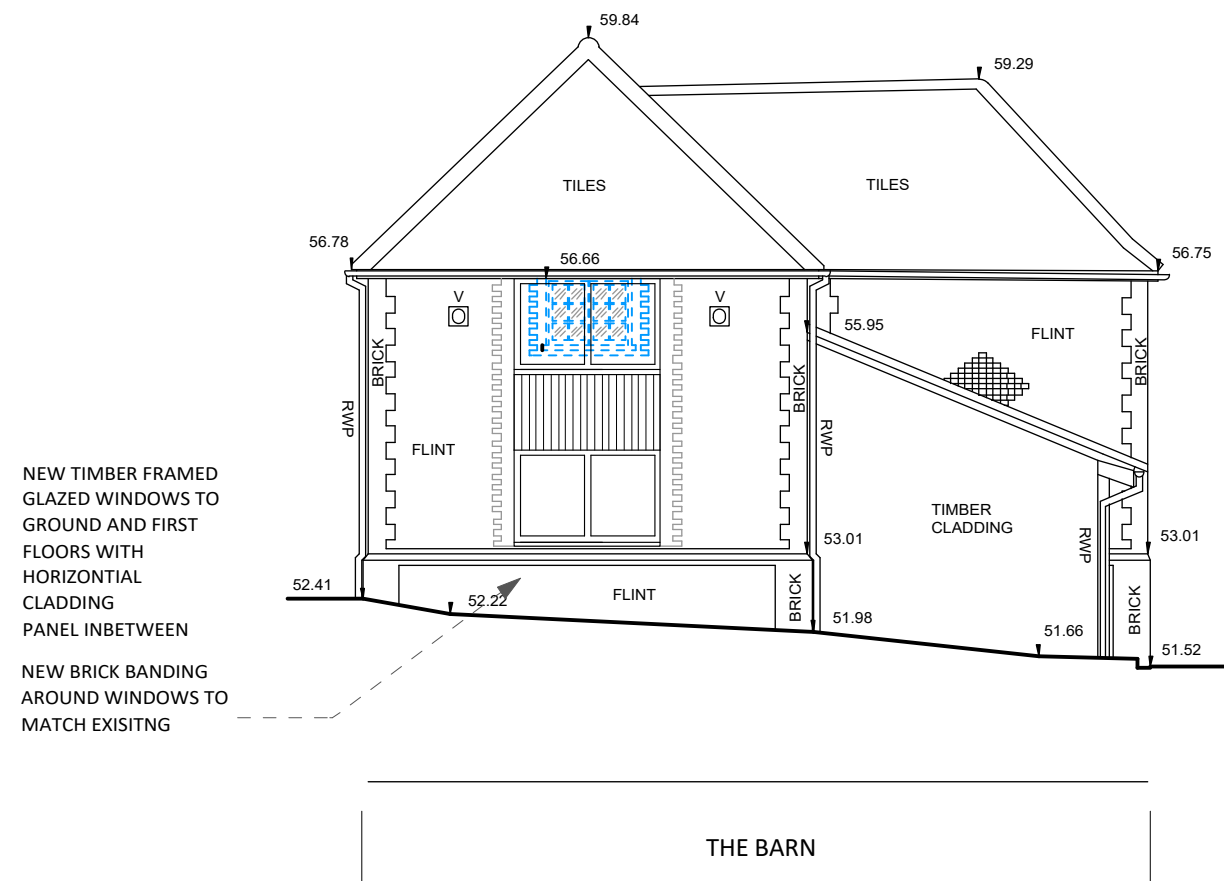 59.84
59.29
TILES
TILES
56.78
56.66
56.75
V
V
55.95
FLINT
BRICK
BRICK
BRICK
RWP
FLINT
RWP
NEW TIMBER FRAMED
GLAZED WINDOWS TO
GROUND AND FIRST
FLOORS WITH
HORIZONTIAL
CLADDING
PANEL INBETWEEN
TIMBER
CLADDING
RWP
53.01
53.01
52.41
52.22
FLINT
BRICK
BRICK
51.98
51.66
51.52
NEW BRICK BANDING
AROUND WINDOWS TO
MATCH EXISITNG
THE BARN